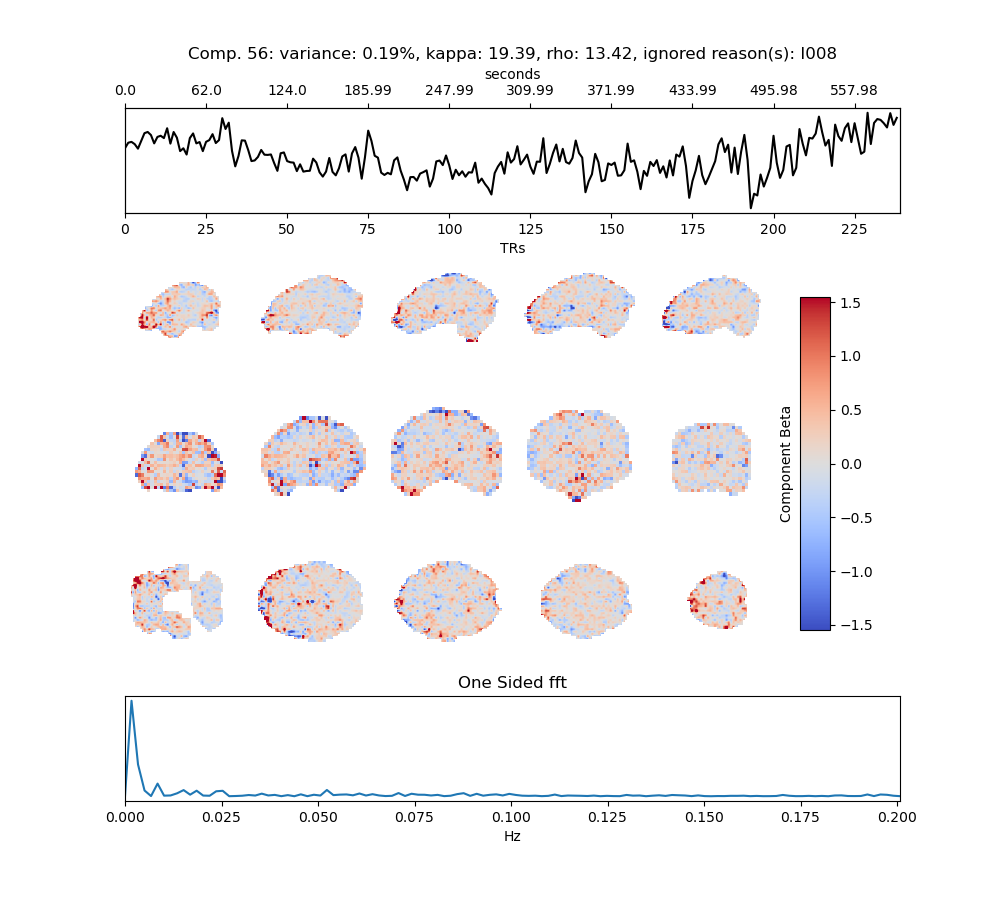 Comp. 56: variance: 0.19%, kappa: 19.39, rho: 13.42, ignored reason(s): I008
seconds
0.0 62.0 124.0 185.99 247.99 309.99 371.99 433.99 495.98 557.98
0 25 50 75 100 125 150 175 200 225
TRs
1.5
1.0
0.5
0.0
−0.5
−1.0
−1.5
Component Beta
One Sided fft
0.000 0.025 0.050 0.075 0.100 0.125 0.150 0.175 0.200
Hz